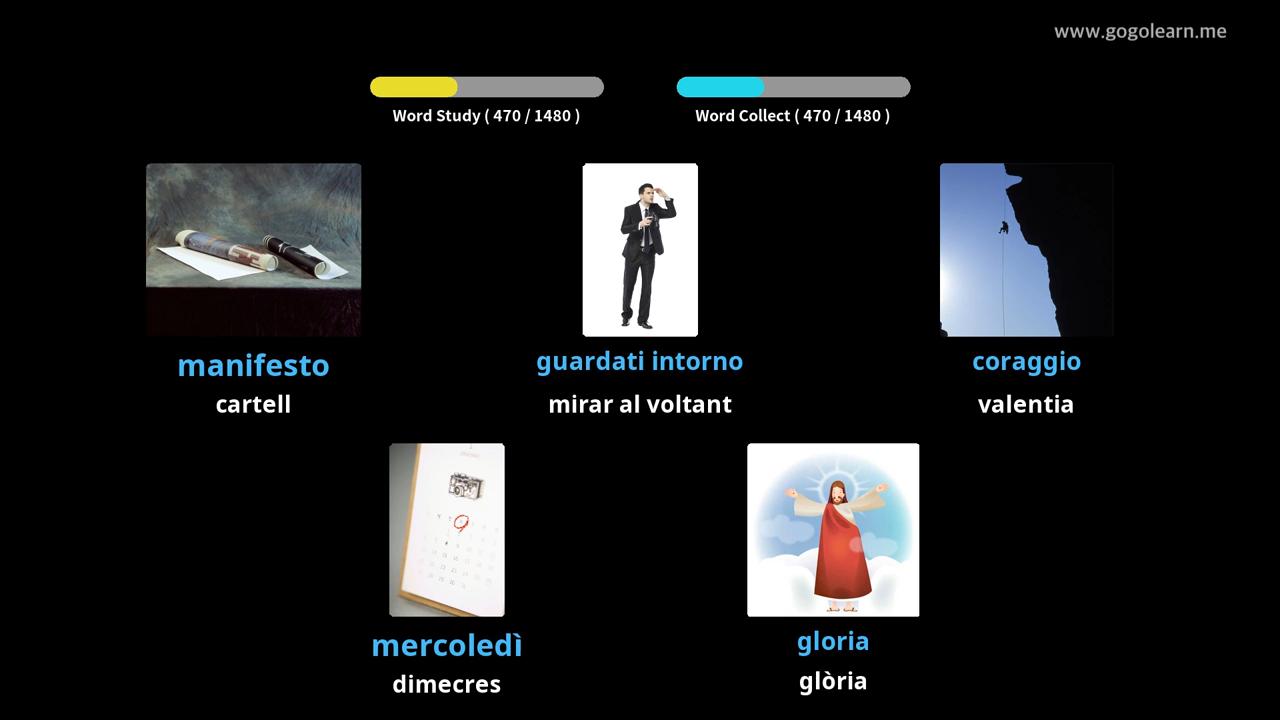 www.gogolearn.me
Word Study ( 470 / 1480 )
Word Collect ( 470 / 1480 )
manifesto
cartell
guardati intorno
mirar al voltant
coraggio
valentia
mercoledì
dimecres
gloria
glòria